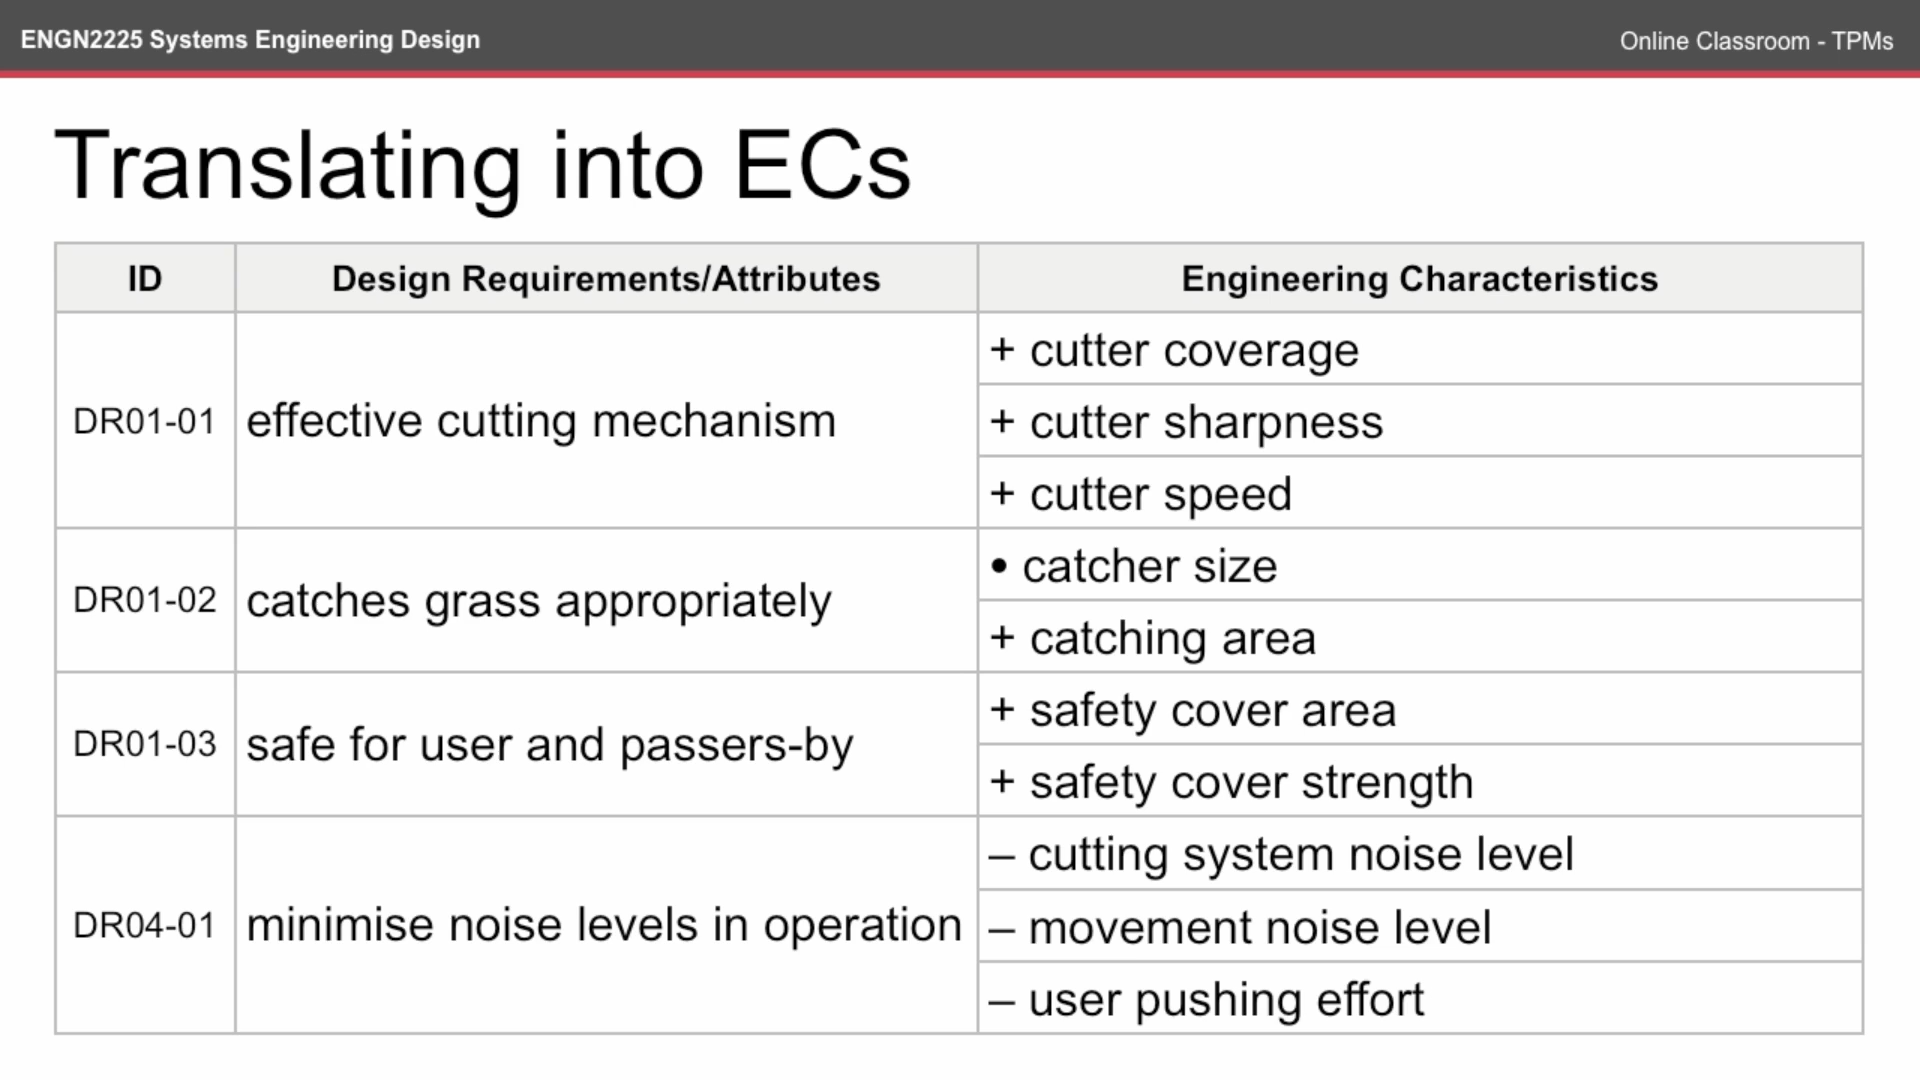 ENGN2225 Systems Engineering Design
Online Classroom - TPMs
Translating into ECs
ID
Design Requirements/Attributes
Engineering Characteristics
DR01-01
effective cutting mechanism
+ cutter coverage
+ cutter sharpness
+ cutter speed
DR01-02
catches grass appropriately
• catcher size
+ catching area
DR01-03
safe for user and passers-by
+ safety cover area
+ safety cover strength
DR04-01
minimise noise levels in operation
– cutting system noise level
– movement noise level
– user pushing effort